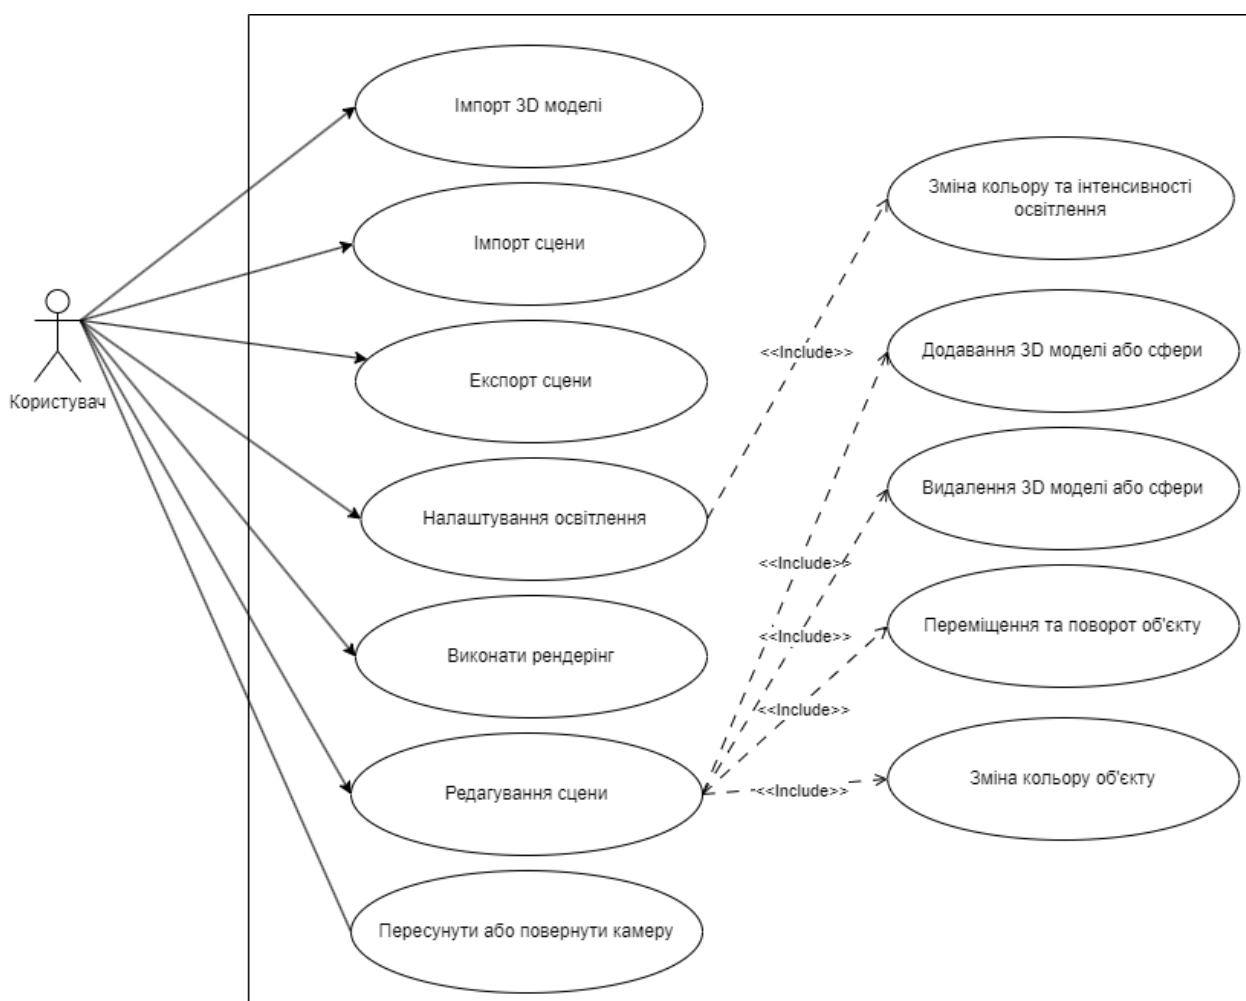 Імпорт 3D моделі
Імпорт сцени
Експорт сцени
Налаштування освітлення
Виконати рендерінг
Редагування сцени
Пересунути або повернути камеру
Користувач
<<Include>>
<<Include>>
<<Include>>
<<Include>>
<<Include>>
Зміна кольору та інтенсивності
освітлення
Додавання 3D моделі або сфери
Видалення 3D моделі або сфери
Переміщення та поворот об'єкту
Зміна кольору об'єкту